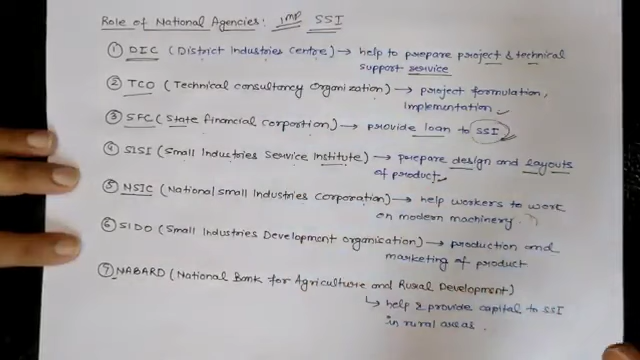 Role of National Agencies: imp SSI
① DIC (District Industries Centre) → help to prepare project & technical
support service
② TCO (Technical consultancy Organization) → project formulation,
implementation
③ SFC (State financial corportion) → provide loan to SSI
④ SISI (Small Industries Service Institute) → prepare design and layouts
of product
⑤ NSIC (National small Industries Corporation) → help workers to work
on modern machinery.
⑥ SIDO (Small Industries Development organisation) → production and
marketing of product
⑦ NABARD (National Bank for Agriculture and Rural Development)
↳ help & provide capital to SSI
in rural areas.